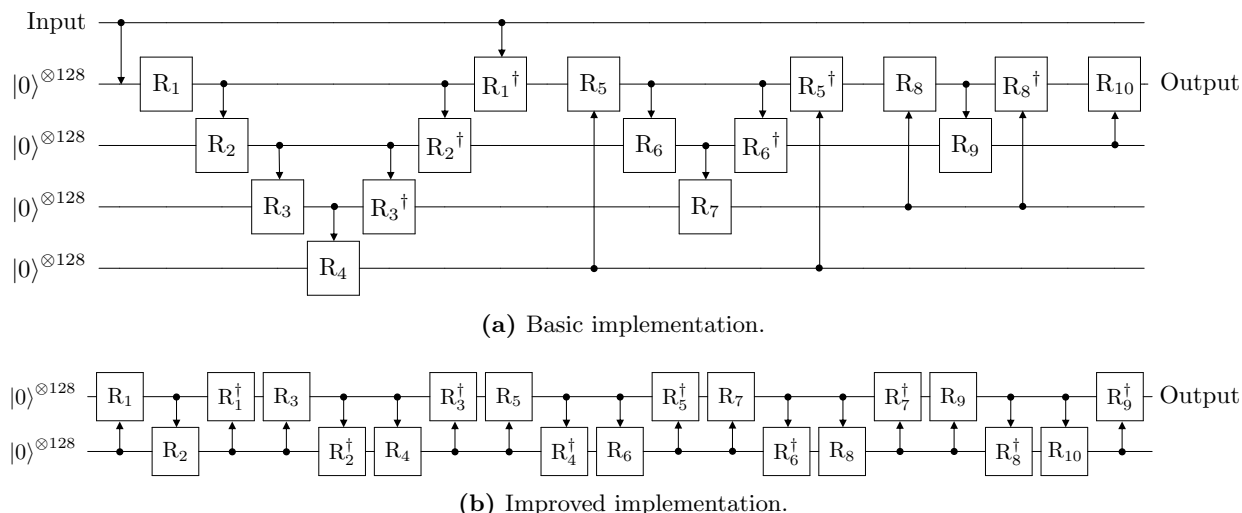 Input
|0⟩⊗128 R1 R1† R5 R5† R8 R8† R10 Output
|0⟩⊗128 R2 R2† R6 R6† R9
|0⟩⊗128 R3 R3† R7
|0⟩⊗128 R4
(a) Basic implementation.
|0⟩⊗128 R1 R1† R3 R3† R5 R5† R7 R7† R9 R9† Output
|0⟩⊗128 R2 R2† R4 R4† R6 R6† R8 R8† R10
(b) Improved implementation.